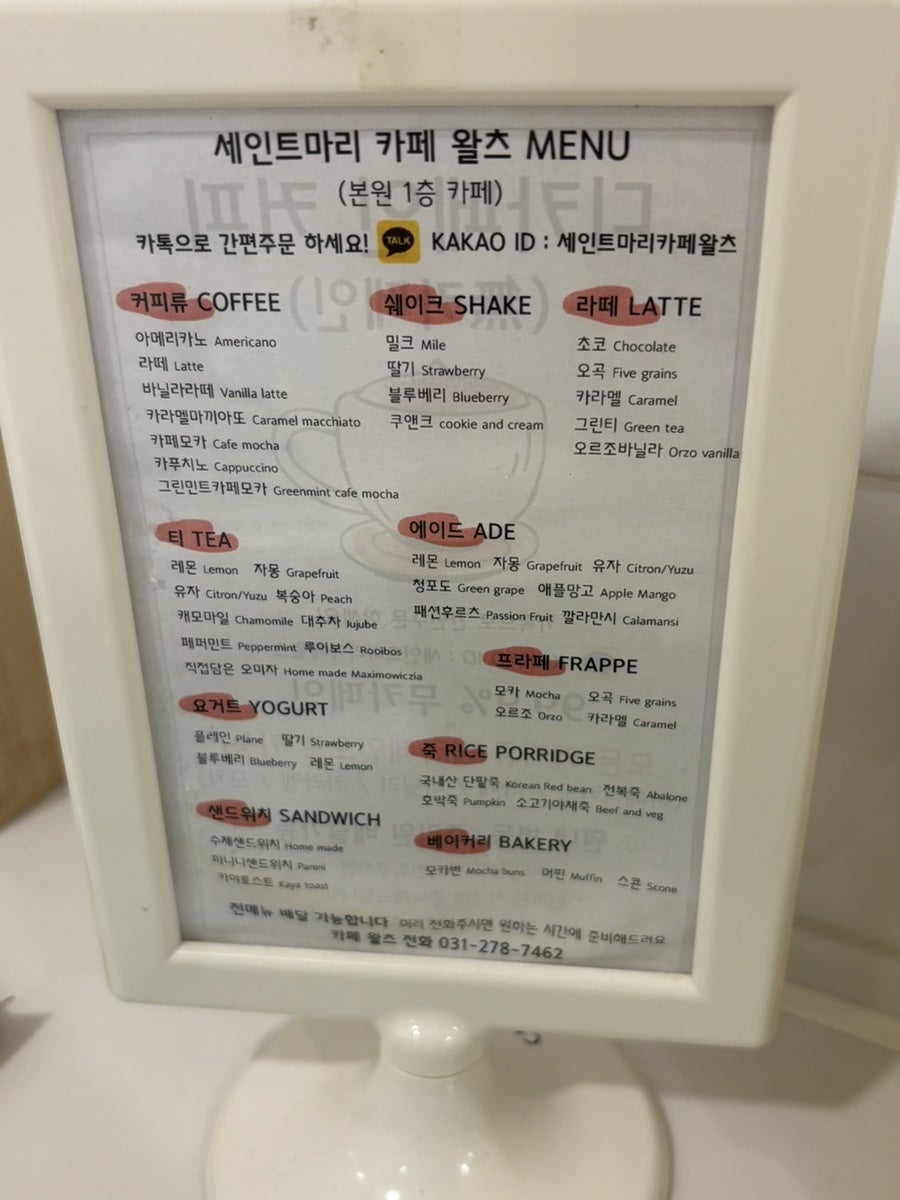 세인트마리 카페 왈츠 MENU
(본원 1층 카페)
카톡으로 간편주문 하세요! TALK KAKAO ID : 세인트마리카페왈츠
커피류 COFFEE
아메리카노 Americano
라떼 Latte
바닐라라떼 Vanilla latte
카라멜마끼아또 Caramel macchiato
카페모카 Cafe mocha
카푸치노 Cappuccino
그린민트카페모카 Greenmint cafe mocha
쉐이크 SHAKE
밀크 Mile
딸기 Strawberry
블루베리 Blueberry
쿠앤크 cookie and cream
라떼 LATTE
초코 Chocolate
오곡 Five grains
카라멜 Caramel
그린티 Green tea
오르조바닐라 Orzo vanilla
티 TEA
레몬 Lemon 자몽 Grapefruit
유자 Citron/Yuzu 복숭아 Peach
캐모마일 Chamomile 대추차 Jujube
페퍼민트 Peppermint 루이보스 Rooibos
직접담은 오미자 Home made Maximowiczia
에이드 ADE
레몬 Lemon 자몽 Grapefruit 유자 Citron/Yuzu
청포도 Green grape 애플망고 Apple Mango
패션후르츠 Passion Fruit 깔라만시 Calamansi
프라페 FRAPPE
모카 Mocha 오곡 Five grains
오르조 Orzo 카라멜 Caramel
요거트 YOGURT
플레인 Plane 딸기 Strawberry
블루베리 Blueberry 레몬 Lemon
죽 RICE PORRIDGE
국내산 단팥죽 Korean Red bean 전복죽 Abalone
호박죽 Pumpkin 소고기야채죽 Beef and veg
샌드위치 SANDWICH
수제샌드위치 Home made
파니니샌드위치 Panini
카야토스트 Kaya toast
베이커리 BAKERY
모카번 Mocha buns 머핀 Muffin 스콘 Scone
전메뉴 배달 가능합니다 미리 전화주시면 원하는 시간에 준비해드려요
카페 왈츠 전화 031-278-7462